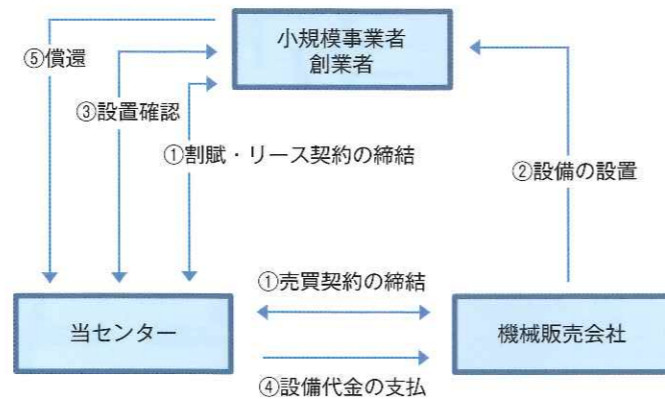 小規模事業者
創業者
⑤償還
③設置確認
①割賦・リース契約の締結
②設備の設置
①売買契約の締結
当センター
機械販売会社
④設備代金の支払